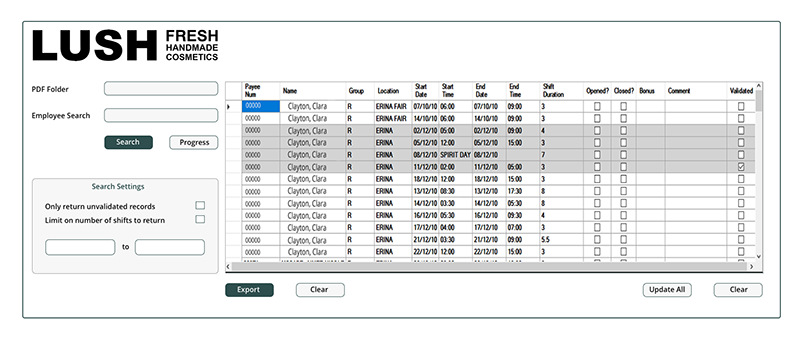 LUSH FRESH
HANDMADE
COSMETICS
PDF Folder
Employee Search
Search Progress
Search Settings
Only return unvalidated records
Limit on number of shifts to return
to
Payee Num Name Group Location Start Date Start Time End Date End Time Shift Duration Opened? Closed? Bonus Comment Validated
00000 Clayton, Clara R ERINA FAIR 07/10/10 06:00 07/10/10 09:00 3
00000 Clayton, Clara R ERINA FAIR 14/10/10 06:00 14/10/10 09:00 3
00000 Clayton, Clara R ERINA 02/12/10 05:00 02/12/10 09:00 4
00000 Clayton, Clara R ERINA 05/12/10 12:00 05/12/10 15:00 3
00000 Clayton, Clara R ERINA 08/12/10 SPIRIT DAY 08/12/10 7
00000 Clayton, Clara R ERINA 11/12/10 02:00 11/12/10 05:00 3
00000 Clayton, Clara R ERINA 18/12/10 12:00 18/12/10 15:00 3
00000 Clayton, Clara R ERINA 13/12/10 08:30 13/12/10 17:30 8
00000 Clayton, Clara R ERINA 14/12/10 03:30 14/12/10 05:30 8
00000 Clayton, Clara R ERINA 16/12/10 05:30 16/12/10 09:30 4
00000 Clayton, Clara R ERINA 17/12/10 04:00 17/12/10 07:00 3
00000 Clayton, Clara R ERINA 21/12/10 03:30 21/12/10 09:00 5.5
00000 Clayton, Clara R ERINA 22/12/10 12:00 22/12/10 15:00 3
Export Clear Update All Clear